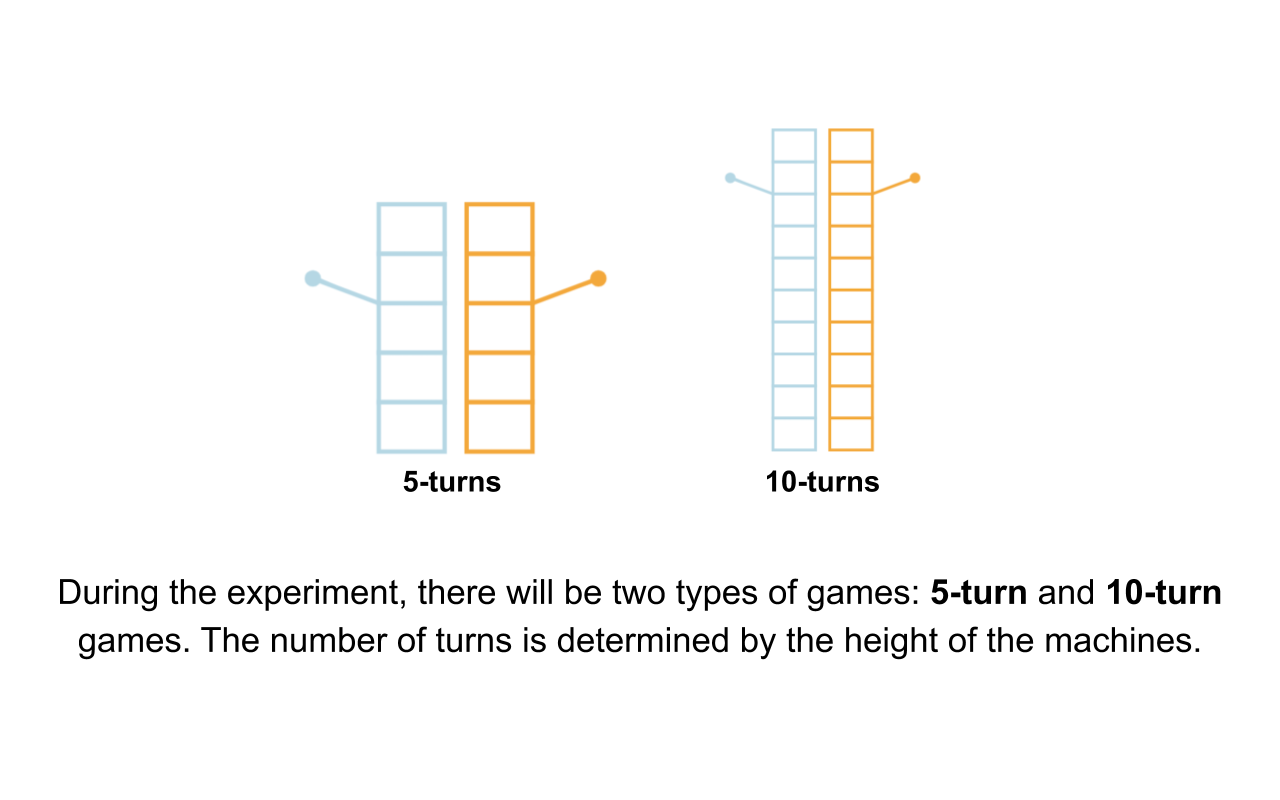 5-turns
10-turns
During the experiment, there will be two types of games: 5-turn and 10-turn
games. The number of turns is determined by the height of the machines.